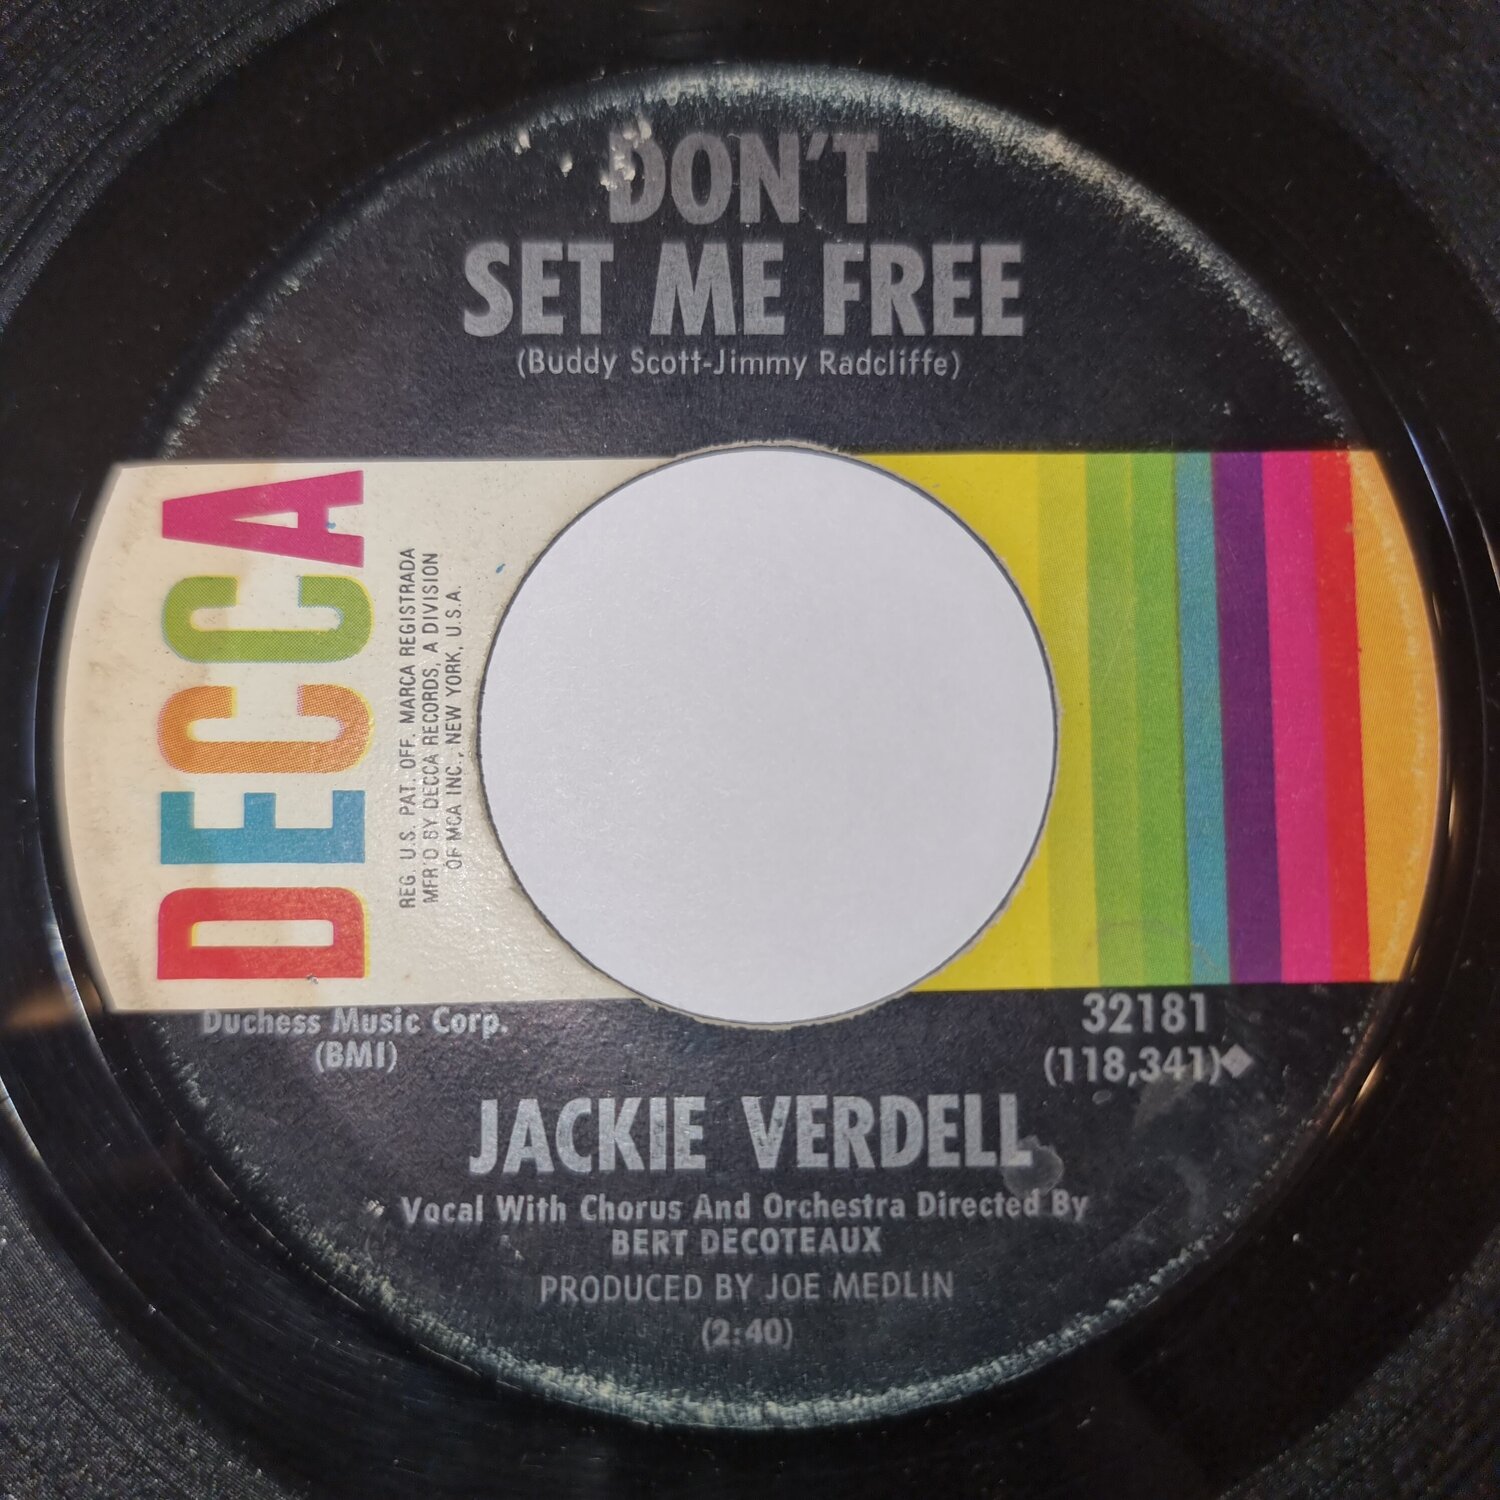 DON'T
SET ME FREE
(Buddy Scott-Jimmy Radcliffe)
DECCA
REG. U.S. PAT. OFF. MARCA REGISTRADA
MFR'D BY DECCA RECORDS, A DIVISION
OF MCA INC., NEW YORK, U.S.A.
Duchess Music Corp.
(BMI)
32181
(118,341)◆
JACKIE VERDELL
Vocal With Chorus And Orchestra Directed By
BERT DECOTEAUX
PRODUCED BY JOE MEDLIN
(2:40)